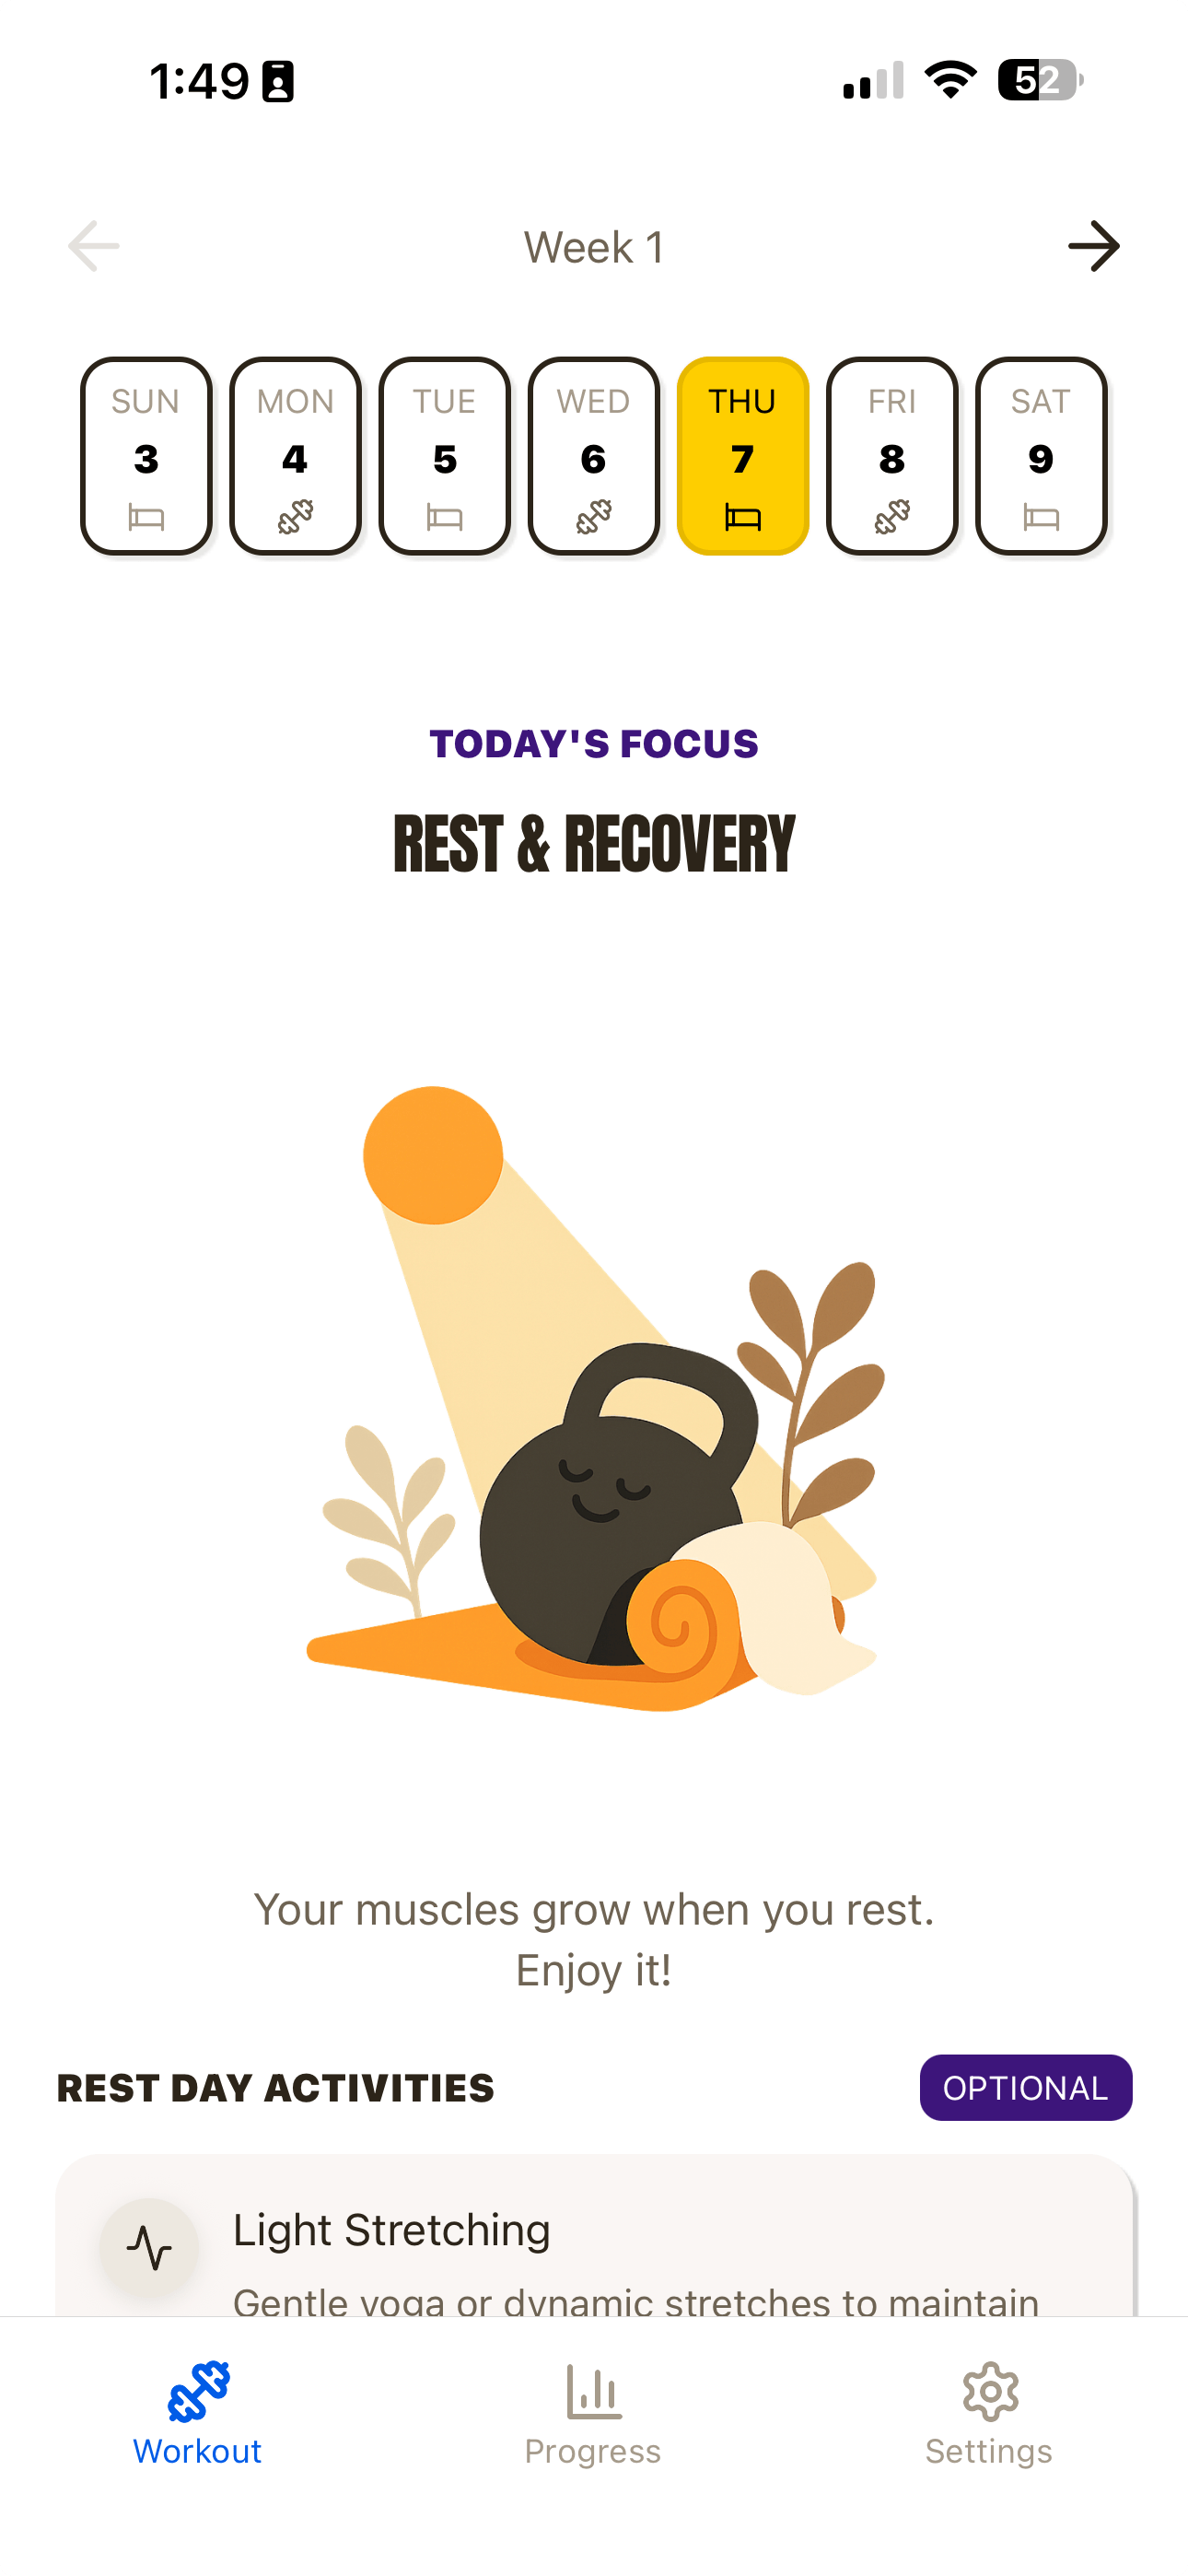 1:49
52
Week 1
SUN MON TUE WED THU FRI SAT
3 4 5 6 7 8 9
TODAY'S FOCUS
REST & RECOVERY
Your muscles grow when you rest.
Enjoy it!
REST DAY ACTIVITIES OPTIONAL
Light Stretching
Gentle yoga or dynamic stretches to maintain
Workout Progress Settings